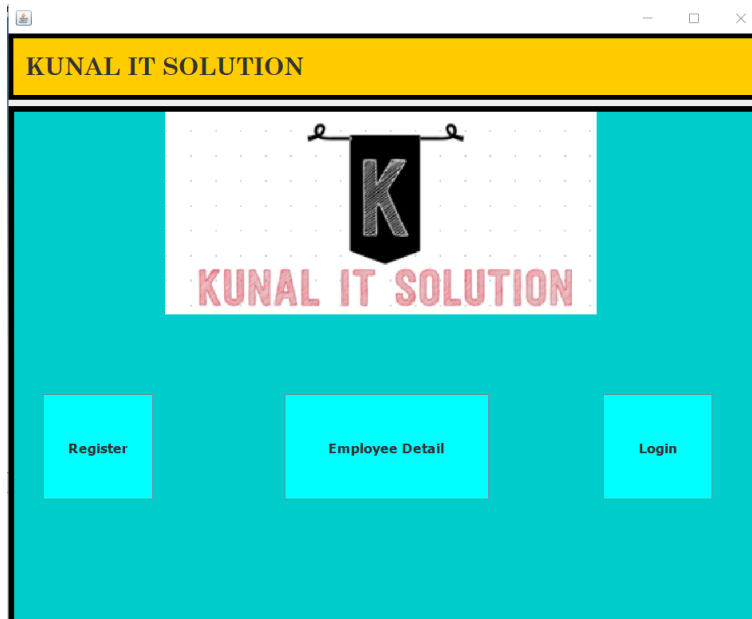 KUNAL IT SOLUTION
K
KUNAL IT SOLUTION
Register
Employee Detail
Login